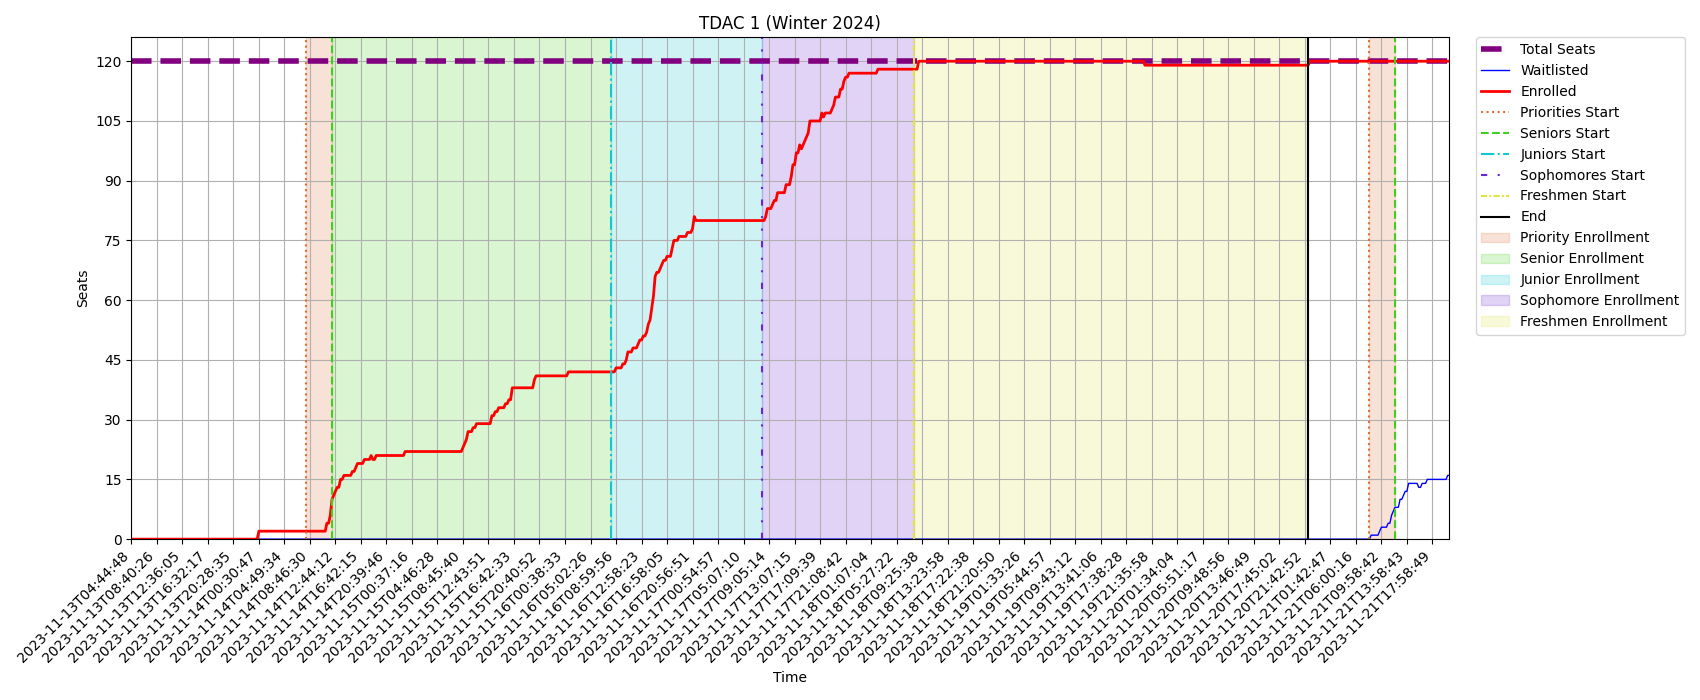 TDAC 1 (Winter 2024)
Total Seats
Waitlisted
Enrolled
Priorities Start
Seniors Start
Juniors Start
Sophomores Start
Freshmen Start
End
Priority Enrollment
Senior Enrollment
Junior Enrollment
Sophomore Enrollment
Freshmen Enrollment
Seats
120
105
90
75
60
45
30
15
0
2023-11-13T04:44:48
2023-11-13T08:40:26
2023-11-13T12:36:05
2023-11-13T16:32:17
2023-11-13T20:28:35
2023-11-14T00:30:47
2023-11-14T04:49:34
2023-11-14T08:46:30
2023-11-14T12:44:12
2023-11-14T16:42:15
2023-11-14T20:39:46
2023-11-15T00:37:16
2023-11-15T04:46:28
2023-11-15T08:45:40
2023-11-15T12:43:51
2023-11-15T16:42:33
2023-11-15T20:40:52
2023-11-16T00:38:33
2023-11-16T05:02:26
2023-11-16T08:59:56
2023-11-16T12:58:23
2023-11-16T16:58:05
2023-11-16T20:56:51
2023-11-17T00:54:57
2023-11-17T05:07:10
2023-11-17T09:05:14
2023-11-17T13:07:15
2023-11-17T17:09:39
2023-11-17T21:08:42
2023-11-18T01:07:04
2023-11-18T05:27:22
2023-11-18T09:25:38
2023-11-18T13:23:58
2023-11-18T17:22:38
2023-11-18T21:20:50
2023-11-19T01:33:26
2023-11-19T05:44:57
2023-11-19T09:43:12
2023-11-19T13:41:06
2023-11-19T17:38:28
2023-11-19T21:35:58
2023-11-20T01:34:04
2023-11-20T05:51:17
2023-11-20T09:48:56
2023-11-20T13:46:49
2023-11-20T17:45:02
2023-11-20T21:42:52
2023-11-21T01:42:47
2023-11-21T06:00:16
2023-11-21T09:58:42
2023-11-21T13:58:43
2023-11-21T17:58:49
Time